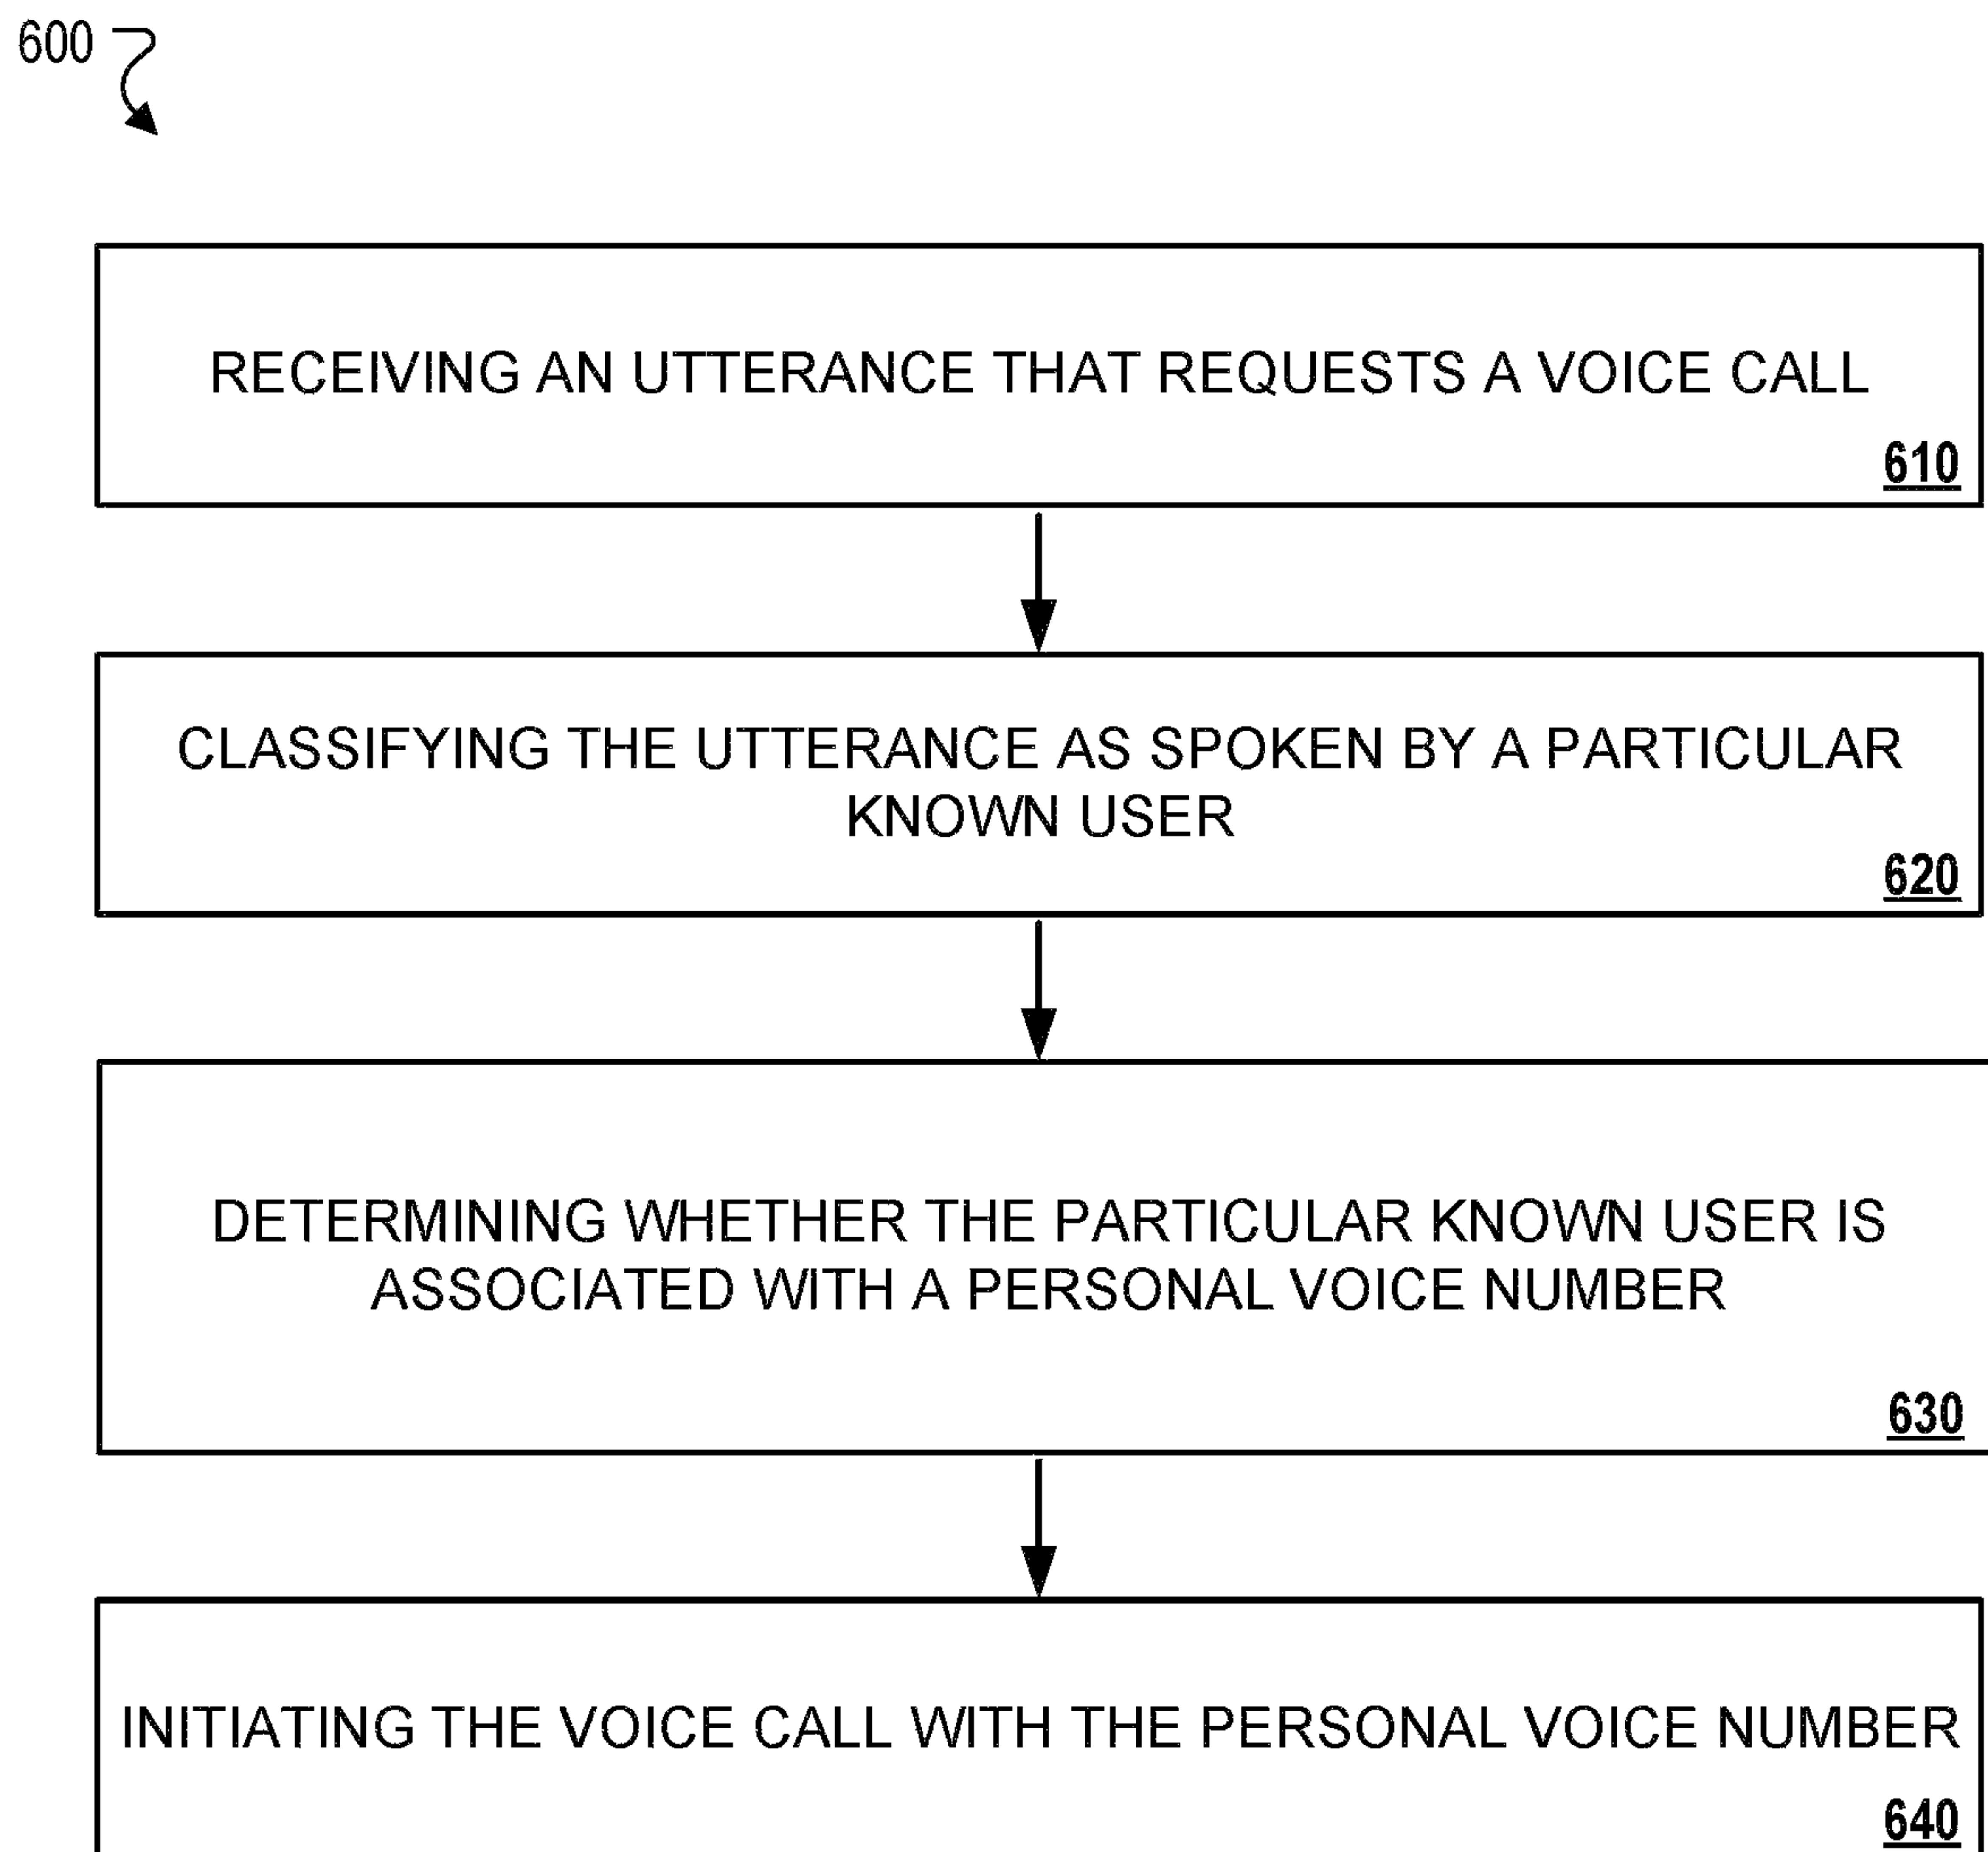 600
RECEIVING AN UTTERANCE THAT REQUESTS A VOICE CALL
610
CLASSIFYING THE UTTERANCE AS SPOKEN BY A PARTICULAR
KNOWN USER
620
DETERMINING WHETHER THE PARTICULAR KNOWN USER IS
ASSOCIATED WITH A PERSONAL VOICE NUMBER
630
INITIATING THE VOICE CALL WITH THE PERSONAL VOICE NUMBER
640